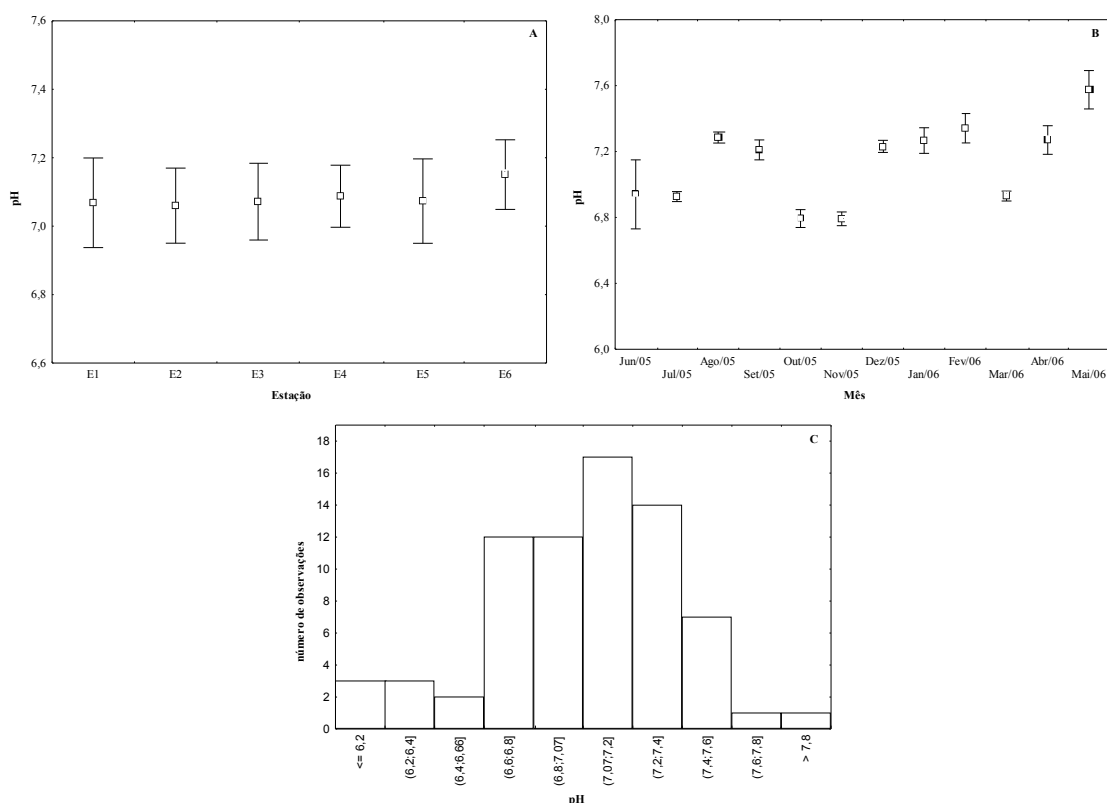 A
7,6
7,4
7,2
7,0
6,8
6,6
pH
E1 E2 E3 E4 E5 E6
Estação
B
8,0
7,6
7,2
6,8
6,4
6,0
pH
Jun/05 Ago/05 Out/05 Dez/05 Fev/06 Abr/06
Jul/05 Set/05 Nov/05 Jan/06 Mar/06 Mai/06
Mês
C
18
16
14
12
10
8
6
4
2
0
número de observações
<= 6,2
(6,2;6,4]
(6,4;6,66]
(6,6;6,8]
(6,8;7,07]
(7,07;7,2]
(7,2;7,4]
(7,4;7,6]
(7,6;7,8]
> 7,8
pH